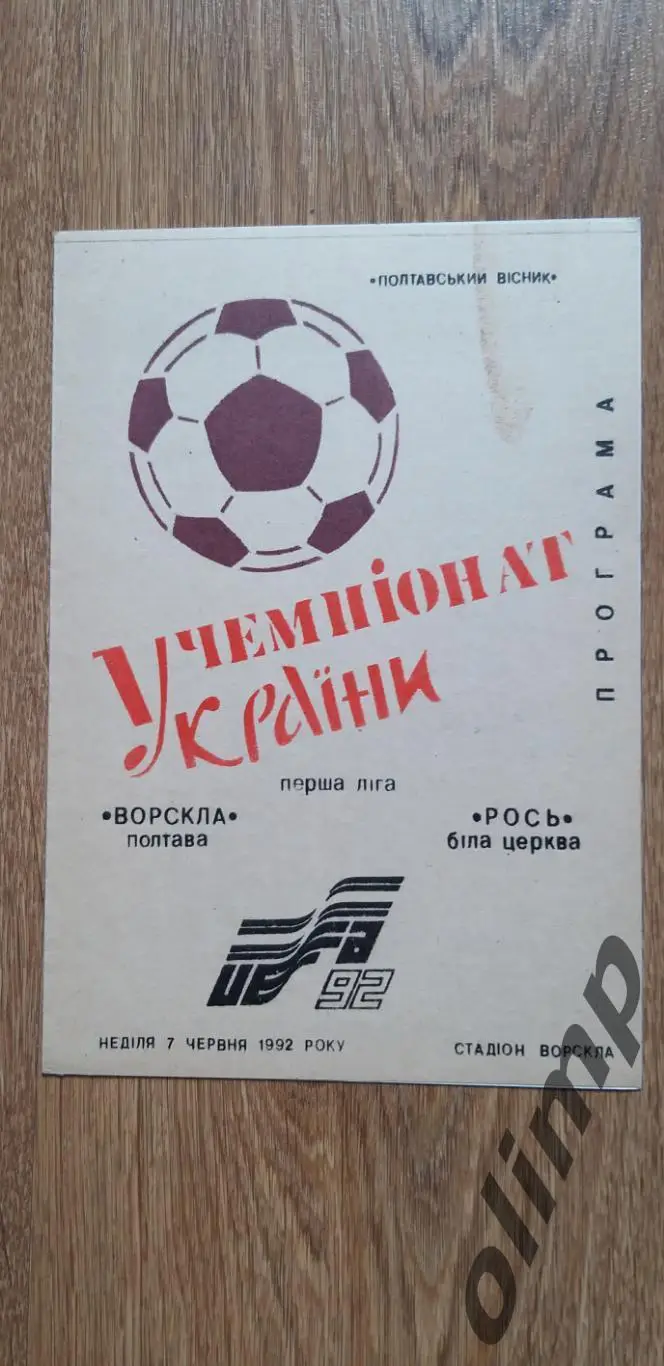 •ПОЛТАВСЬКИЙ ВІСНИК•
ПРОГРАМА
ЧЕМПІОНАТ
УКРАЇНИ
перша ліга
•ВОРСКЛА•
полтава
•РОСЬ•
біла церква
UEFA
92
НЕДІЛЯ 7 ЧЕРВНЯ 1992 РОКУ
СТАДІОН ВОРСКЛА
olimp